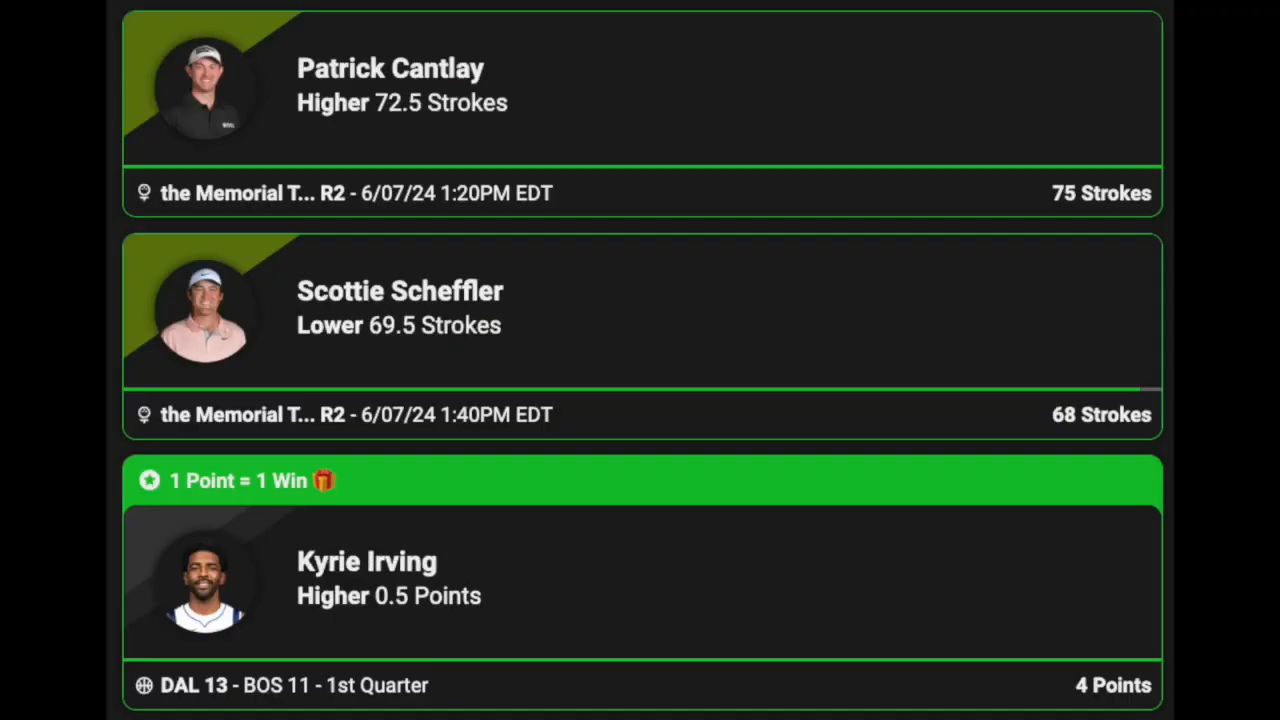 Patrick Cantlay
Higher 72.5 Strokes
the Memorial T... R2 - 6/07/24 1:20PM EDT
75 Strokes
Scottie Scheffler
Lower 69.5 Strokes
the Memorial T... R2 - 6/07/24 1:40PM EDT
68 Strokes
1 Point = 1 Win 🎁
Kyrie Irving
Higher 0.5 Points
DAL 13 - BOS 11 - 1st Quarter
4 Points